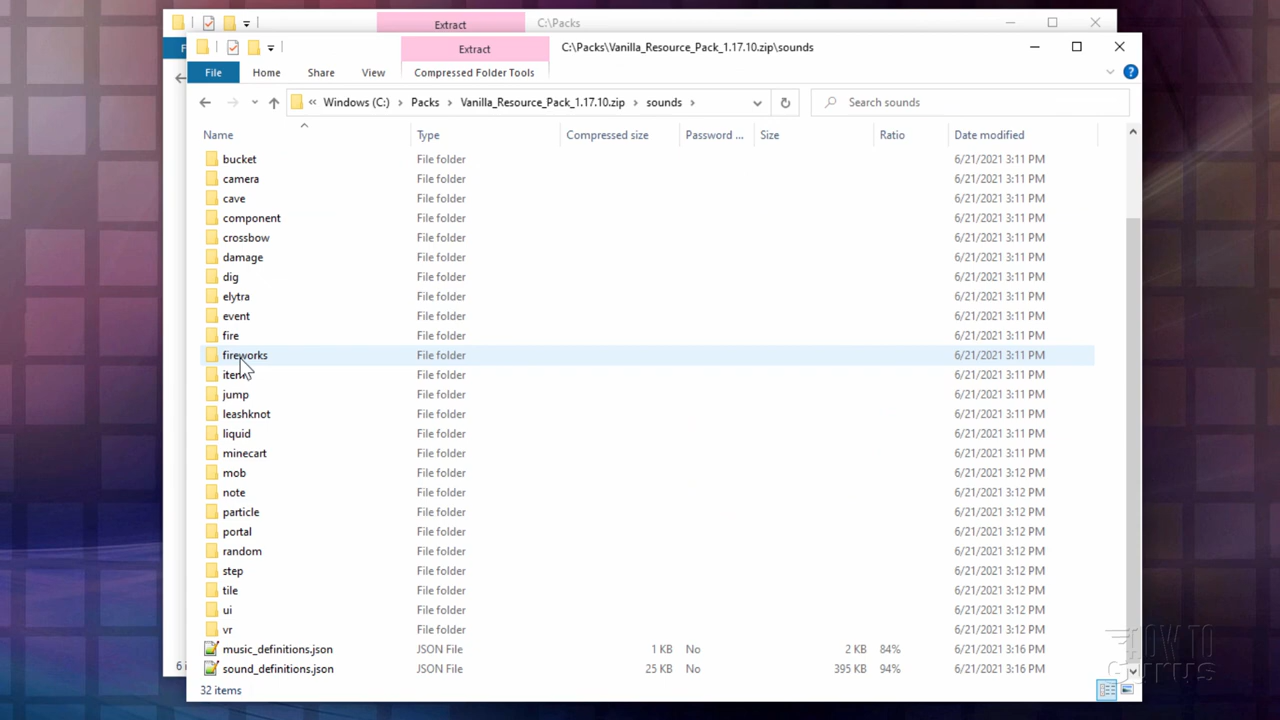 Extract C:\Packs
Extract C:\Packs\Vanilla_Resource_Pack_1.17.10.zip\sounds
File Home Share View Compressed Folder Tools
« Windows (C:) › Packs › Vanilla_Resource_Pack_1.17.10.zip › sounds › Search sounds
Name Type Compressed size Password ... Size Ratio Date modified
bucket File folder 6/21/2021 3:11 PM
camera File folder 6/21/2021 3:11 PM
cave File folder 6/21/2021 3:11 PM
component File folder 6/21/2021 3:11 PM
crossbow File folder 6/21/2021 3:11 PM
damage File folder 6/21/2021 3:11 PM
dig File folder 6/21/2021 3:11 PM
elytra File folder 6/21/2021 3:11 PM
event File folder 6/21/2021 3:11 PM
fire File folder 6/21/2021 3:11 PM
fireworks File folder 6/21/2021 3:11 PM
item File folder 6/21/2021 3:11 PM
jump File folder 6/21/2021 3:11 PM
leashknot File folder 6/21/2021 3:11 PM
liquid File folder 6/21/2021 3:11 PM
minecart File folder 6/21/2021 3:11 PM
mob File folder 6/21/2021 3:12 PM
note File folder 6/21/2021 3:12 PM
particle File folder 6/21/2021 3:12 PM
portal File folder 6/21/2021 3:12 PM
random File folder 6/21/2021 3:12 PM
step File folder 6/21/2021 3:12 PM
tile File folder 6/21/2021 3:12 PM
ui File folder 6/21/2021 3:12 PM
vr File folder 6/21/2021 3:12 PM
music_definitions.json JSON File 1 KB No 2 KB 84% 6/21/2021 3:16 PM
sound_definitions.json JSON File 25 KB No 395 KB 94% 6/21/2021 3:16 PM
32 items
HOW TO
GURUS